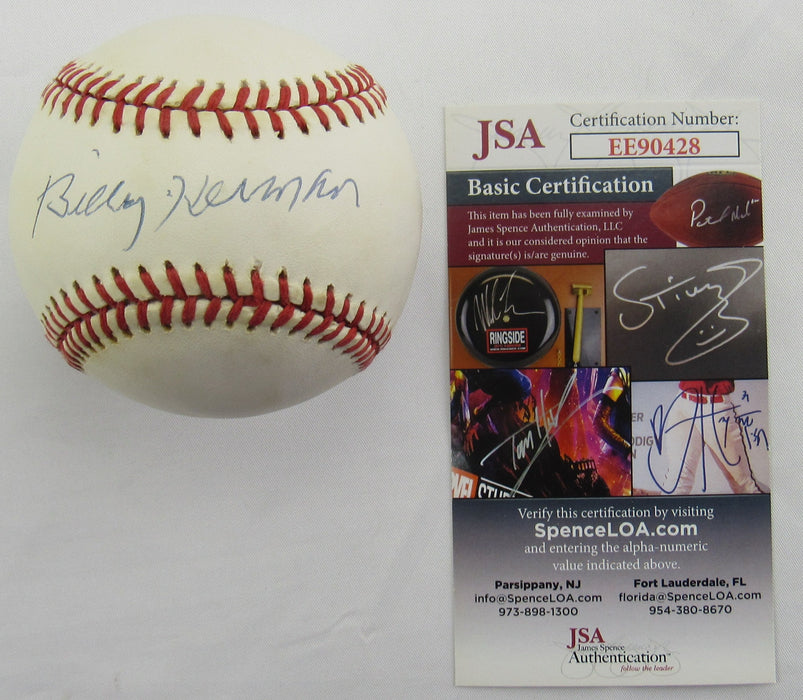 Billy Herman
JSA
Certification Number:
EE90428
Basic Certification
This item has been fully examined by
James Spence Authentication, LLC
and it is our considered opinion that the
signature(s) is/are genuine.
RINGSIDE
Verify this certification by visiting
SpenceLOA.com
and entering the alpha-numeric
value indicated above.
Parsippany, NJ
info@SpenceLOA.com
973-898-1300
Fort Lauderdale, FL
florida@SpenceLOA.com
954-380-8670
JSA
James Spence
Authentication™
follow the leader